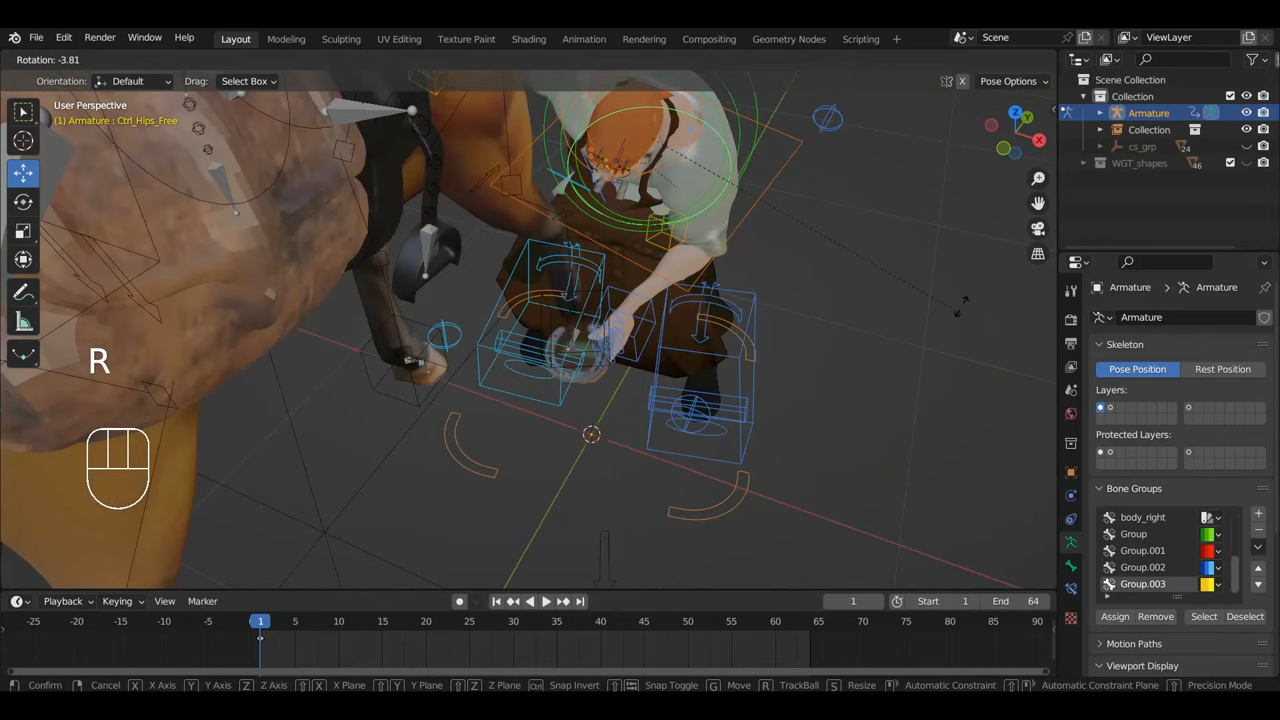 File Edit Render Window Help Layout Modeling Sculpting UV Editing Texture Paint Shading Animation Rendering Compositing Geometry Nodes Scripting + Scene ViewLayer
Rotation: -3.81
Orientation: Default Drag: Select Box X Pose Options
User Perspective
(1) Armature : Ctrl_Hips_Free
Z Y X
R
Scene Collection
Collection
Armature
Collection
cs_grp 24
WGT_shapes 46
Armature > Armature
Armature
Skeleton
Pose Position Rest Position
Layers:
Protected Layers:
Bone Groups
body_right
Group
Group.001
Group.002
Group.003
Assign Remove Select Deselect
Motion Paths
Viewport Display
Playback Keying View Marker 1 Start 1 End 64
-25 -20 -15 -10 -5 1 5 10 15 20 25 30 35 40 45 50 55 60 65 70 75 80 85 90
Confirm Cancel X X Axis Y Y Axis Z Z Axis X X Plane Y Y Plane Z Z Plane Ctrl Snap Invert Snap Toggle G Move R TrackBall S Resize Automatic Constraint Automatic Constraint Plane Precision Mode